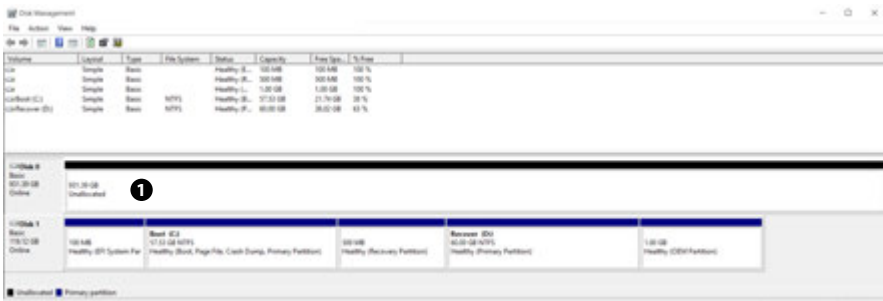 Disk Management
File Action View Help
Volume Layout Type File System Status Capacity Free Spa... % Free
Simple Basic Healthy (E... 100 MB 100 MB 100 %
Simple Basic Healthy (R... 500 MB 500 MB 100 %
Simple Basic Healthy (... 1.00 GB 1.00 GB 100 %
Boot (C:) Simple Basic NTFS Healthy (B... 57.53 GB 21.74 GB 38 %
Recover (D:) Simple Basic NTFS Healthy (P... 60.00 GB 38.02 GB 63 %
Disk 0
Basic
931.39 GB
Online
931.39 GB
Unallocated
1
Disk 1
Basic
119.12 GB
Online
100 MB
Healthy (EFI System Par
Boot (C:)
57.53 GB NTFS
Healthy (Boot, Page File, Crash Dump, Primary Partition)
500 MB
Healthy (Recovery Partition)
Recover (D:)
60.00 GB NTFS
Healthy (Primary Partition)
1.00 GB
Healthy (OEM Partition)
Unallocated Primary partition